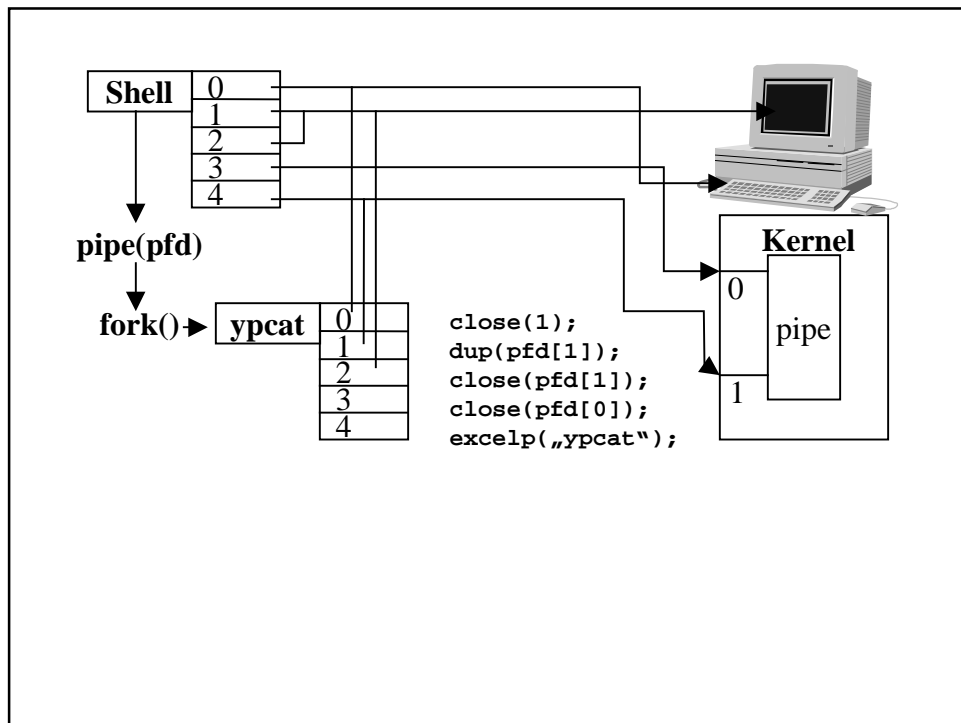 Shell
0
1
2
3
4
pipe(pfd)
fork()
ypcat
0
1
2
3
4
close(1);
dup(pfd[1]);
close(pfd[1]);
close(pfd[0]);
excelp(„ypcat“);
Kernel
0
pipe
1